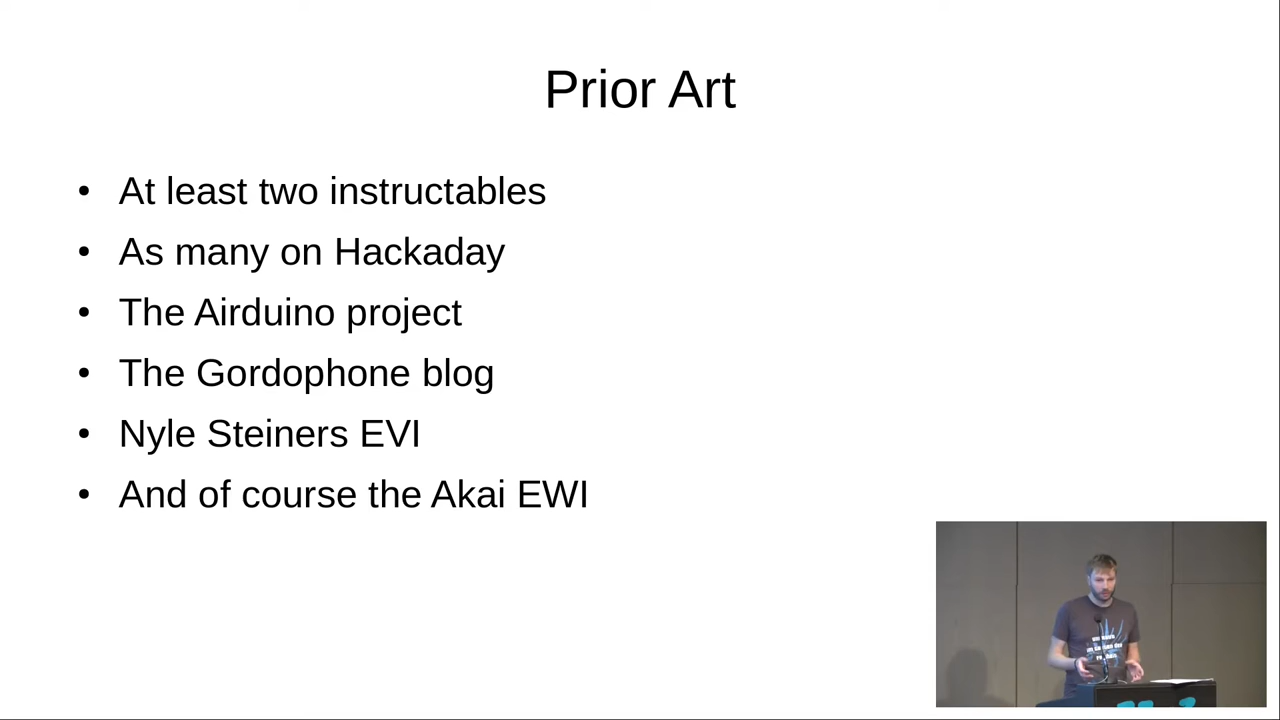 Prior Art
• At least two instructables
• As many on Hackaday
• The Airduino project
• The Gordophone blog
• Nyle Steiners EVI
• And of course the Akai EWI